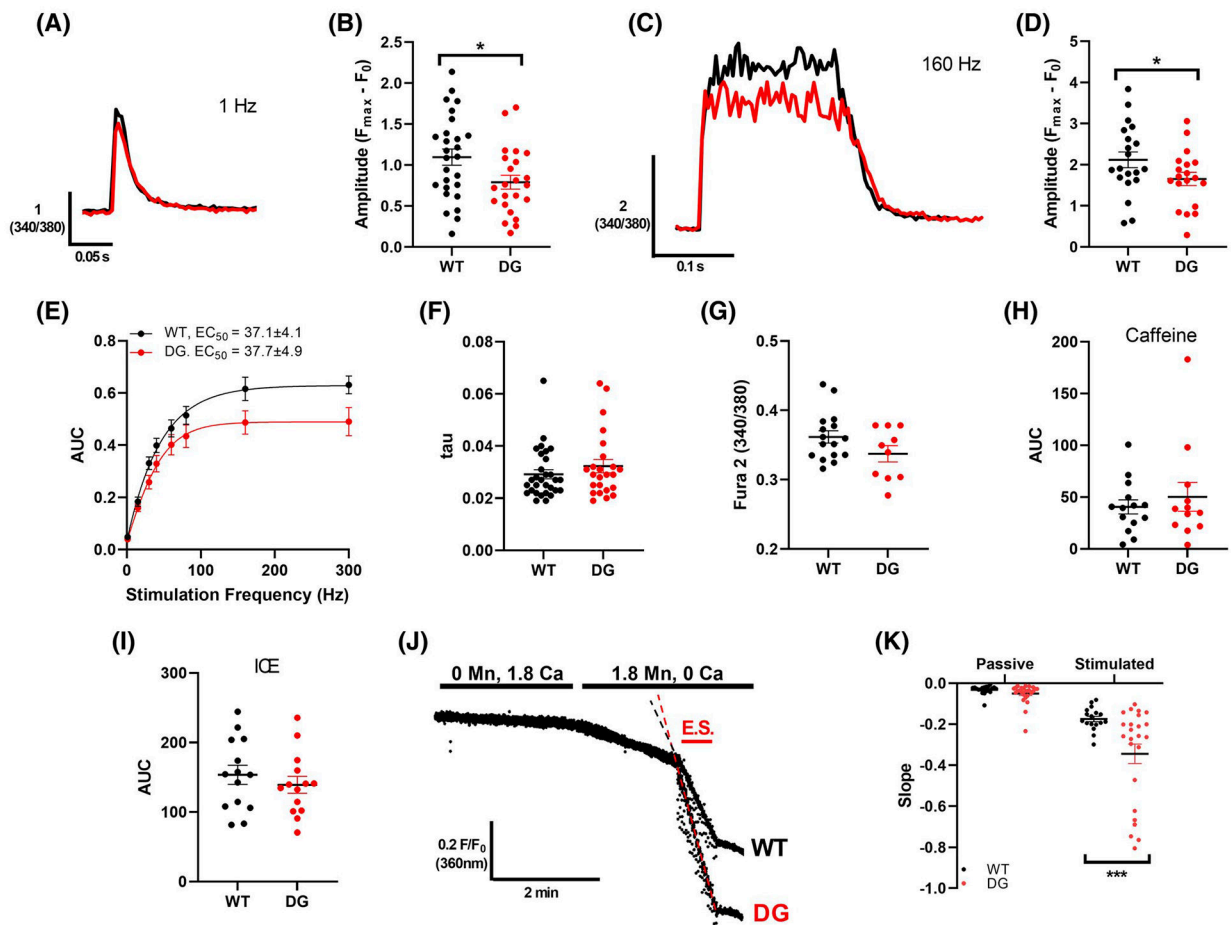 (A)
1 Hz
1
(340/380)
0.05 s
(B)
*
Amplitude (Fmax - F0)
2.5
2.0
1.5
1.0
0.5
0.0
WT
DG
(C)
160 Hz
2
(340/380)
0.1 s
(D)
*
Amplitude (Fmax - F0)
5
4
3
2
1
0
WT
DG
(E)
WT, EC50 = 37.1±4.1
DG. EC50 = 37.7±4.9
AUC
0.8
0.6
0.4
0.2
0.0
0
100
200
300
Stimulation Frequency (Hz)
(F)
tau
0.08
0.06
0.04
0.02
0.00
WT
DG
(G)
Fura 2 (340/380)
0.5
0.4
0.3
0.2
WT
DG
(H)
Caffeine
AUC
200
150
100
50
0
WT
DG
(I)
ICE
AUC
300
200
100
0
WT
DG
(J)
0 Mn, 1.8 Ca
1.8 Mn, 0 Ca
E.S.
0.2 F/F0
(360nm)
2 min
WT
DG
(K)
Passive
Stimulated
Slope
0.0
-0.2
-0.4
-0.6
-0.8
-1.0
WT
DG
***